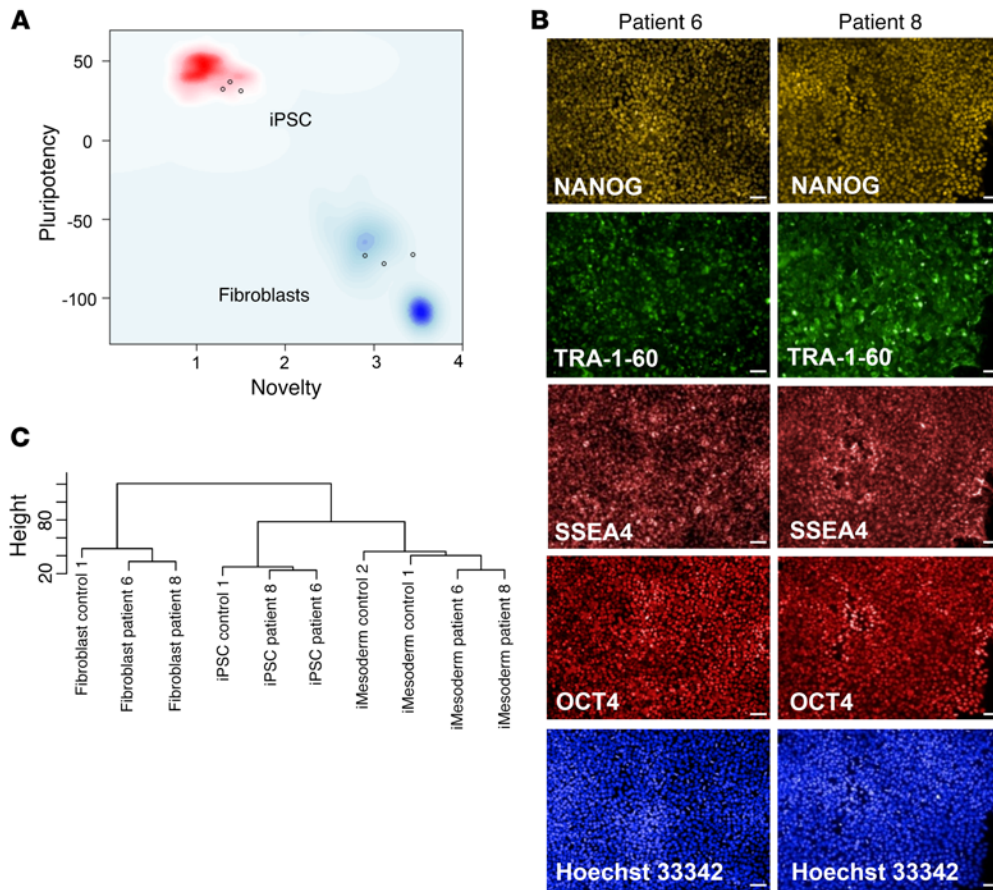 A
Pluripotency
50
0
-50
-100
iPSC
Fibroblasts
1
2
3
4
Novelty
B
Patient 6
Patient 8
NANOG
NANOG
TRA-1-60
TRA-1-60
SSEA4
SSEA4
OCT4
OCT4
Hoechst 33342
Hoechst 33342
C
Height
80
20
Fibroblast control 1
Fibroblast patient 6
Fibroblast patient 8
iPSC control 1
iPSC patient 8
iPSC patient 6
iMesoderm control 2
iMesoderm control 1
iMesoderm patient 6
iMesoderm patient 8